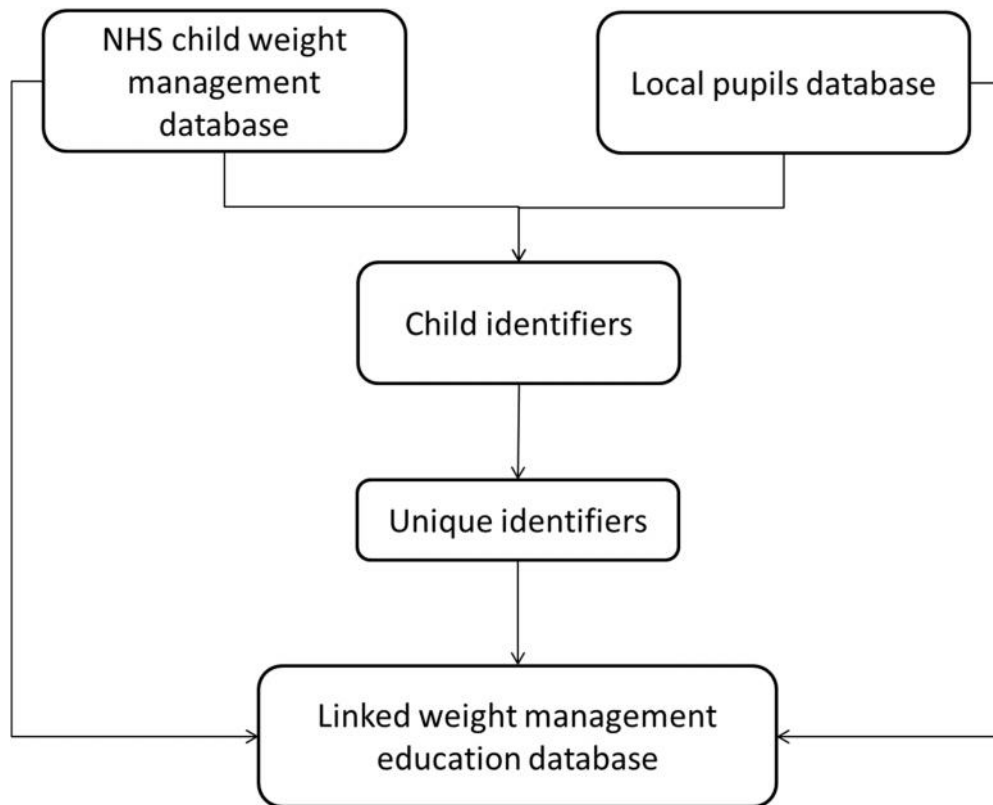 NHS child weight
management
database
Local pupils database
Child identifiers
Unique identifiers
Linked weight management
education database